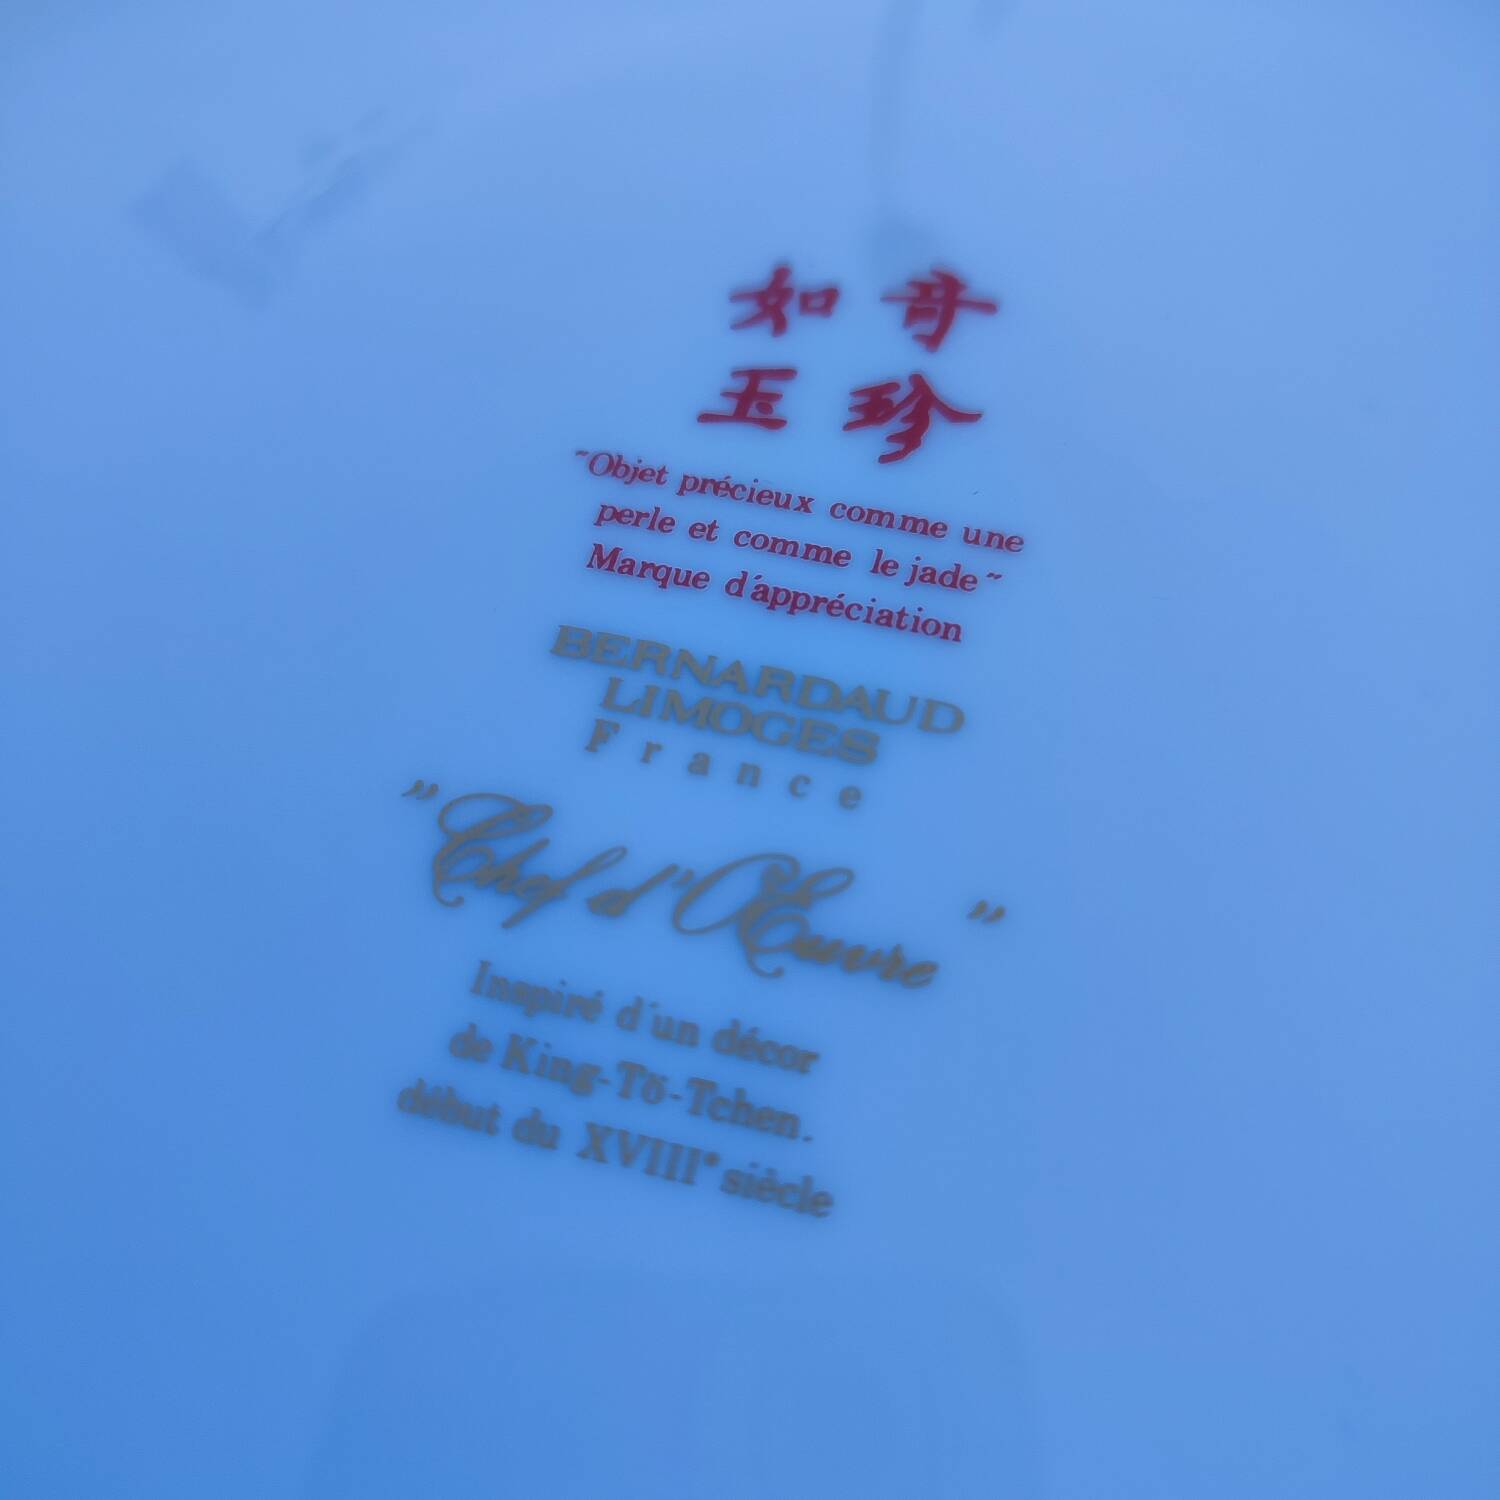 如 奇
玉 珍
"Objet précieux comme une
perle et comme le jade"
Marque d'appréciation
BERNARDAUD
LIMOGES
France
"Chef d'Œuvre"
Inspiré d'un décor
de King-Tö-Tchen.
début du XVIIIe siècle